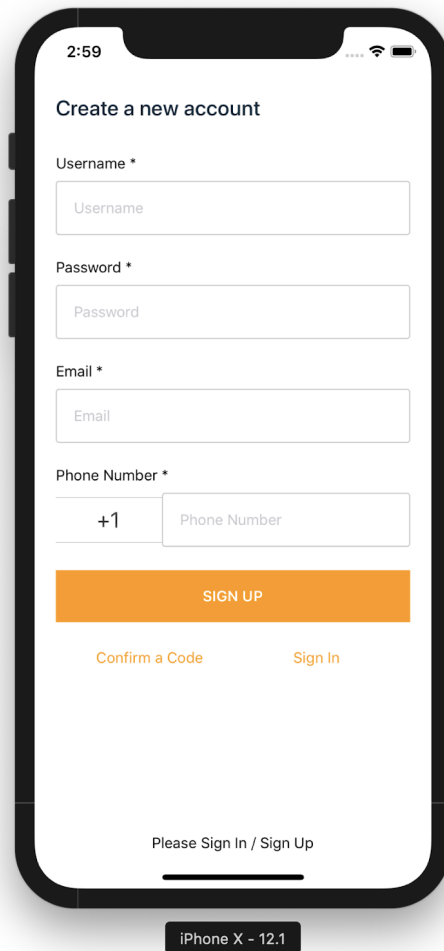 2:59
Create a new account
Username *
Username
Password *
Password
Email *
Email
Phone Number *
+1 Phone Number
SIGN UP
Confirm a Code Sign In
Please Sign In / Sign Up
iPhone X - 12.1